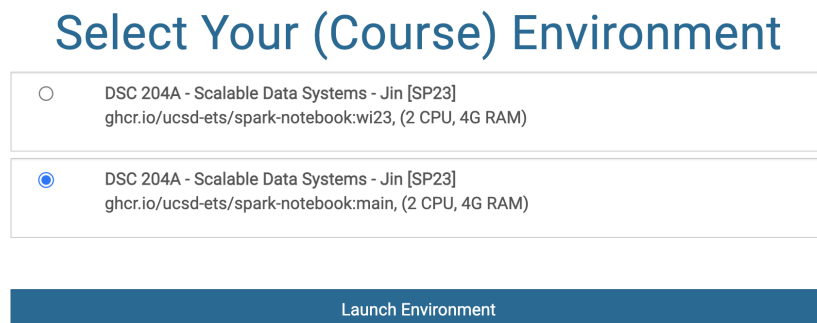 Select Your (Course) Environment
DSC 204A - Scalable Data Systems - Jin [SP23]
ghcr.io/ucsd-ets/spark-notebook:wi23, (2 CPU, 4G RAM)
DSC 204A - Scalable Data Systems - Jin [SP23]
ghcr.io/ucsd-ets/spark-notebook:main, (2 CPU, 4G RAM)
Launch Environment